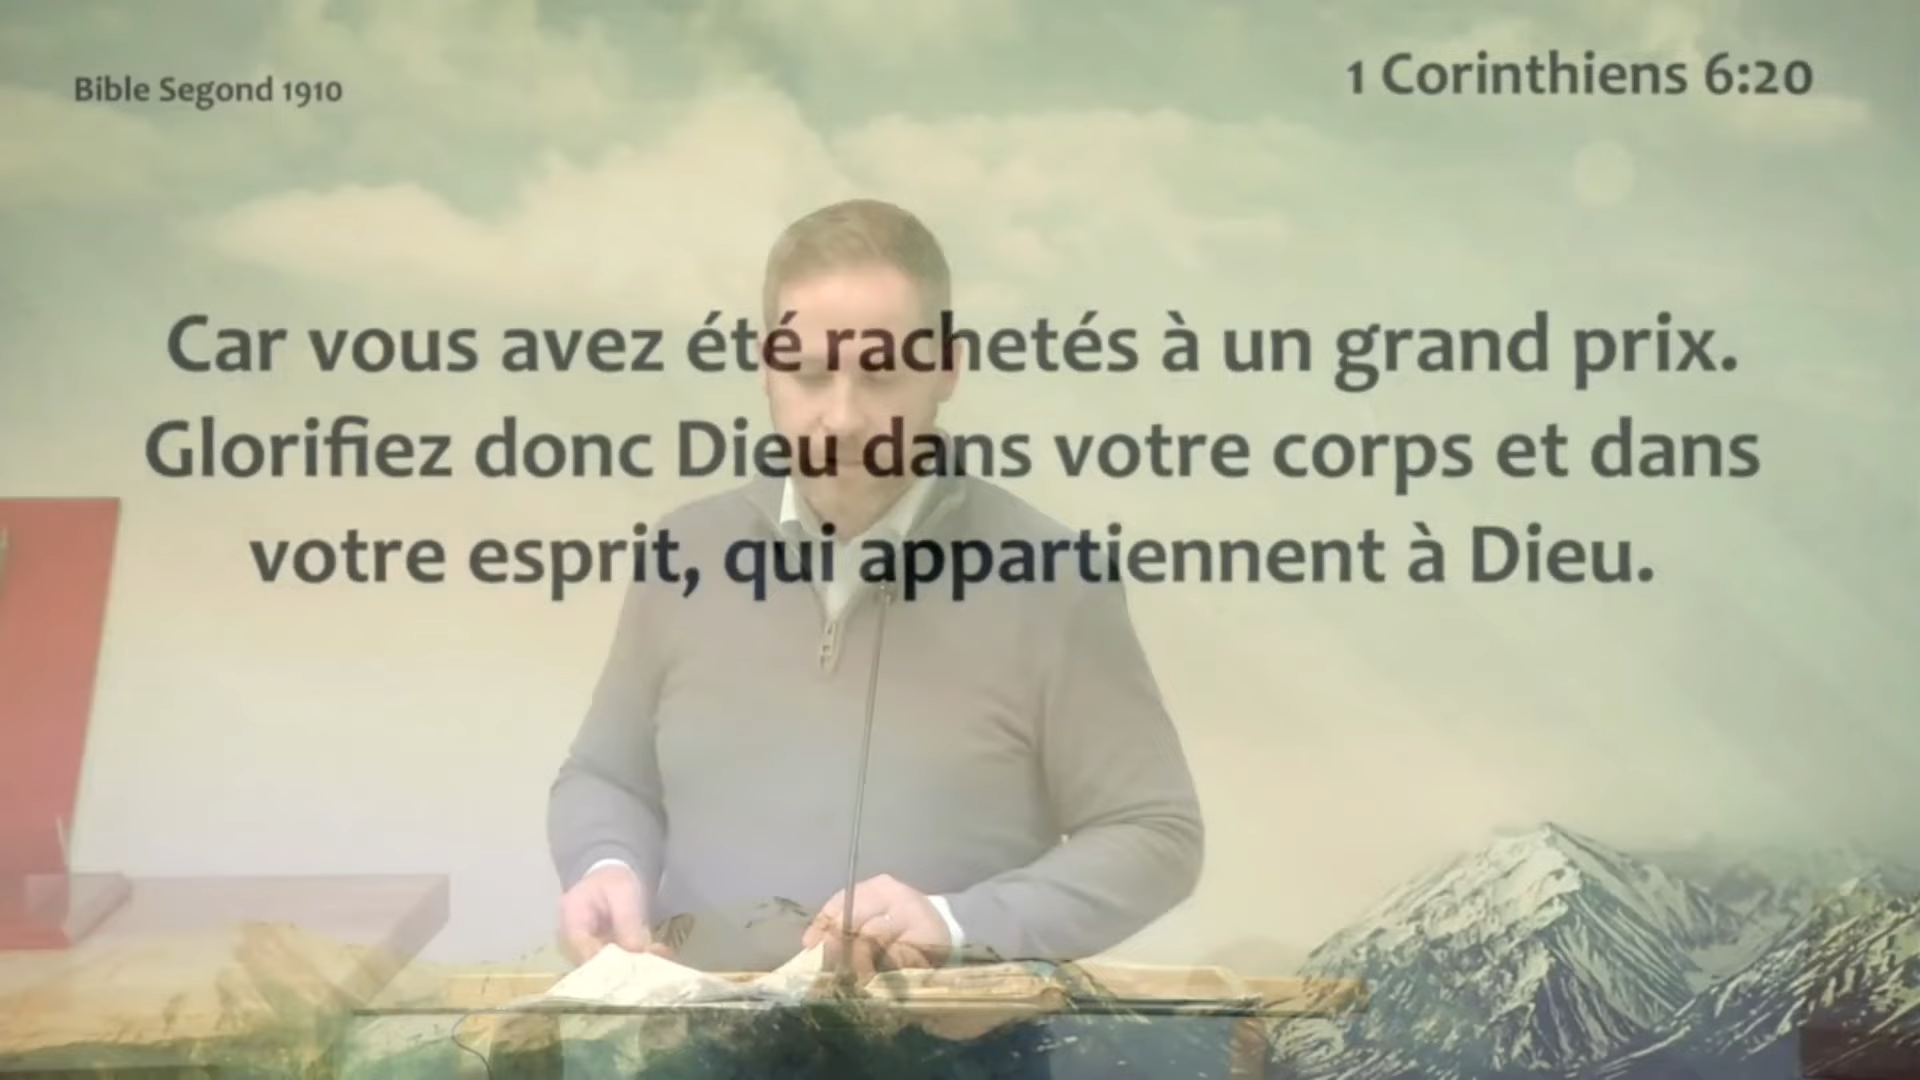 Bible Segond 1910
1 Corinthiens 6:20
Car vous avez été rachetés à un grand prix.
Glorifiez donc Dieu dans votre corps et dans
votre esprit, qui appartiennent à Dieu.